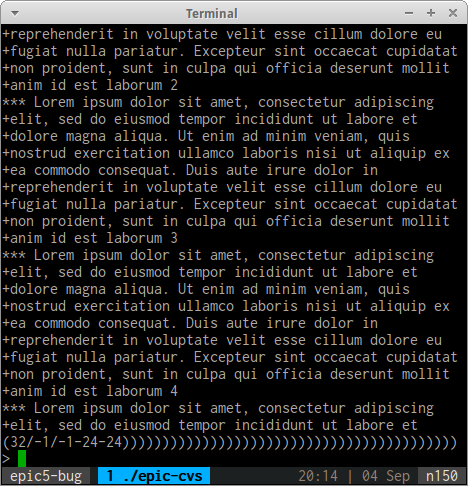 Terminal
+reprehenderit in voluptate velit esse cillum dolore eu
+fugiat nulla pariatur. Excepteur sint occaecat cupidatat
+non proident, sunt in culpa qui officia deserunt mollit
+anim id est laborum 2
*** Lorem ipsum dolor sit amet, consectetur adipiscing
+elit, sed do eiusmod tempor incididunt ut labore et
+dolore magna aliqua. Ut enim ad minim veniam, quis
+nostrud exercitation ullamco laboris nisi ut aliquip ex
+ea commodo consequat. Duis aute irure dolor in
+reprehenderit in voluptate velit esse cillum dolore eu
+fugiat nulla pariatur. Excepteur sint occaecat cupidatat
+non proident, sunt in culpa qui officia deserunt mollit
+anim id est laborum 3
*** Lorem ipsum dolor sit amet, consectetur adipiscing
+elit, sed do eiusmod tempor incididunt ut labore et
+dolore magna aliqua. Ut enim ad minim veniam, quis
+nostrud exercitation ullamco laboris nisi ut aliquip ex
+ea commodo consequat. Duis aute irure dolor in
+reprehenderit in voluptate velit esse cillum dolore eu
+fugiat nulla pariatur. Excepteur sint occaecat cupidatat
+non proident, sunt in culpa qui officia deserunt mollit
+anim id est laborum 4
*** Lorem ipsum dolor sit amet, consectetur adipiscing
+elit, sed do eiusmod tempor incididunt ut labore et
(32/-1/-1-24-24))))))))))))))))))))))))))))))))))))))))))
>
epic5-bug 1 ./epic-cvs 20:14 | 04 Sep n150